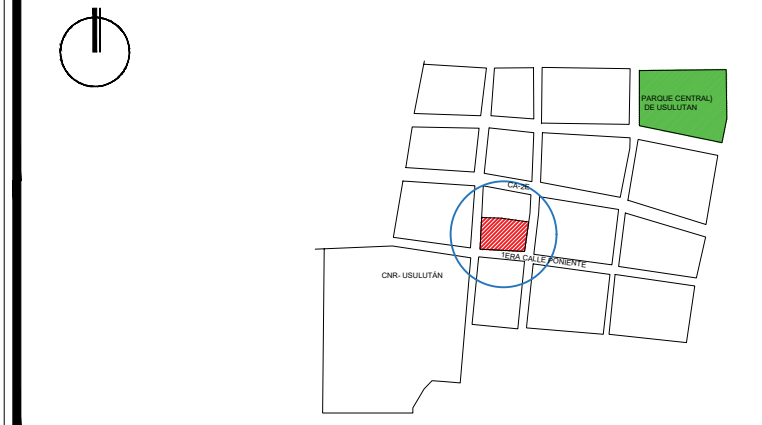 PARQUE CENTRAL)
DE USULUTAN
CA-2E
1ERA CALLE PONIENTE
CNR- USULUTÁN